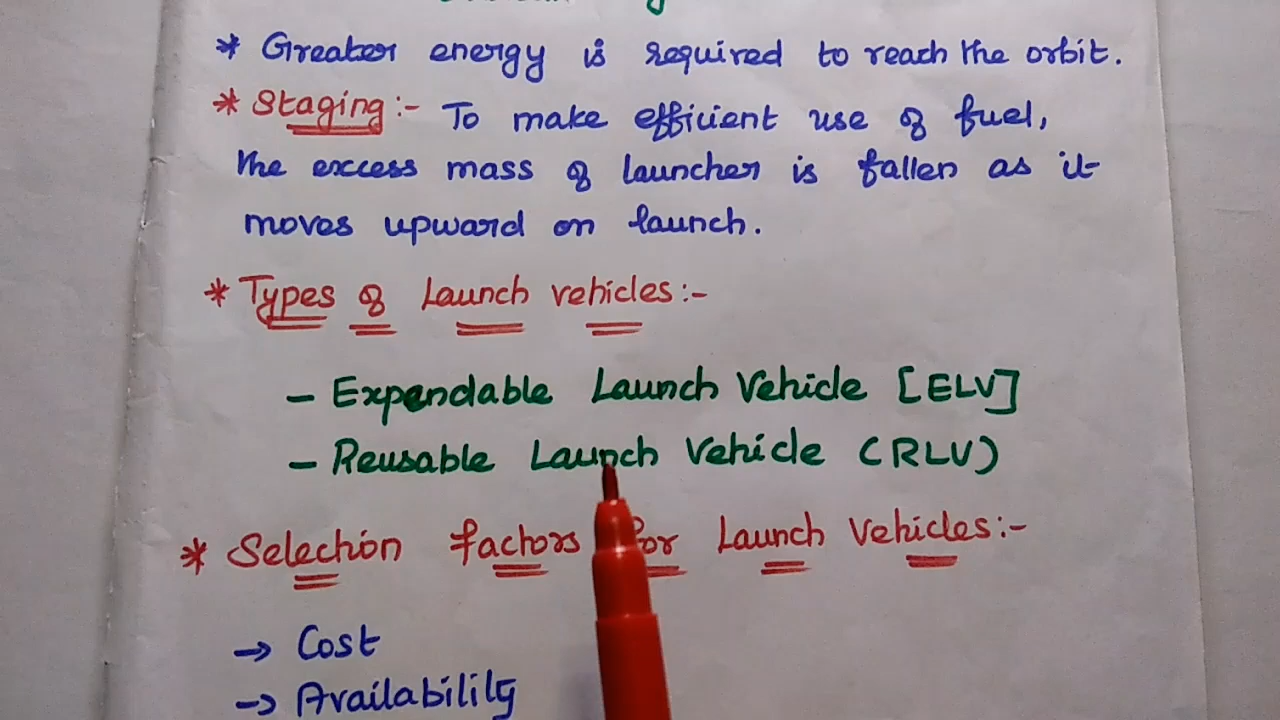 * Greater energy is required to reach the orbit.
* Staging:- To make efficient use of fuel,
the excess mass of launcher is fallen as it
moves upward on launch.
* Types of Launch vehicles:-
- Expendable Launch Vehicle [ELV]
- Reusable Launch Vehicle (RLV)
* Selection factors for Launch Vehicles:-
→ Cost
→ Availability